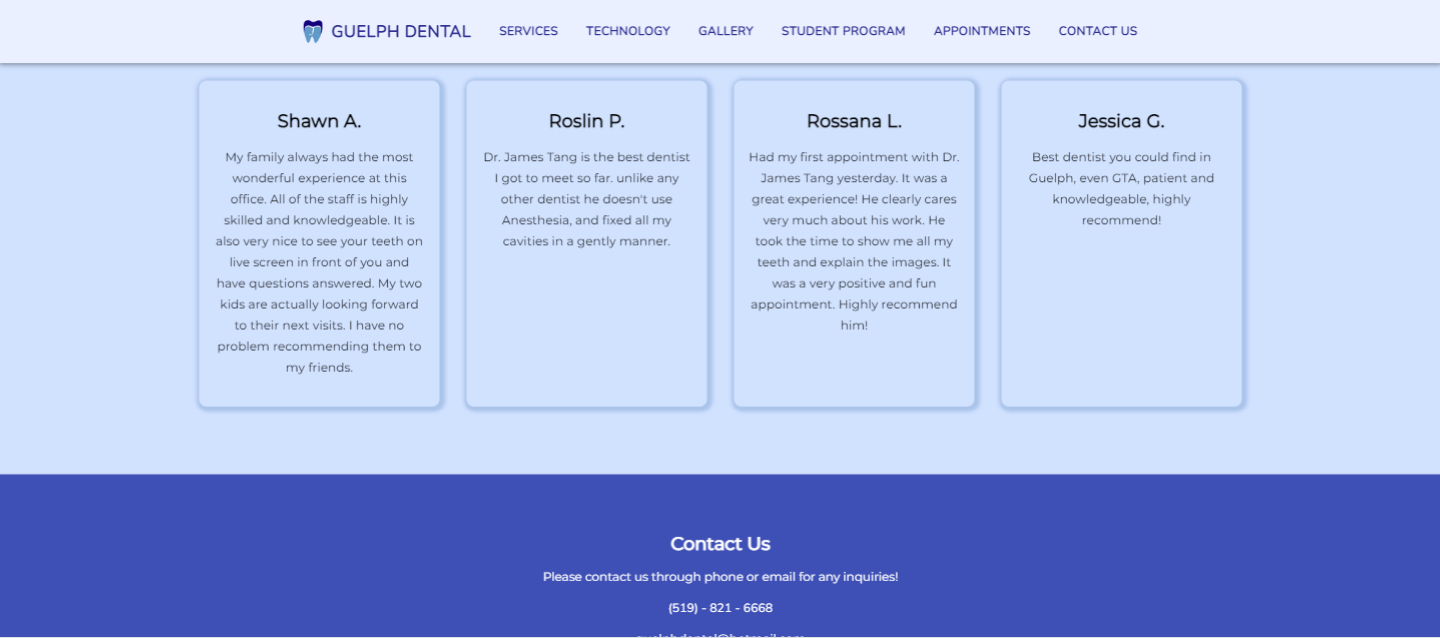 GUELPH DENTAL SERVICES TECHNOLOGY GALLERY STUDENT PROGRAM APPOINTMENTS CONTACT US
Shawn A.
My family always had the most
wonderful experience at this
office. All of the staff is highly
skilled and knowledgeable. It is
also very nice to see your teeth on
live screen in front of you and
have questions answered. My two
kids are actually looking forward
to their next visits. I have no
problem recommending them to
my friends.
Roslin P.
Dr. James Tang is the best dentist
I got to meet so far. unlike any
other dentist he doesn't use
Anesthesia, and fixed all my
cavities in a gently manner.
Rossana L.
Had my first appointment with Dr.
James Tang yesterday. It was a
great experience! He clearly cares
very much about his work. He
took the time to show me all my
teeth and explain the images. It
was a very positive and fun
appointment. Highly recommend
him!
Jessica G.
Best dentist you could find in
Guelph, even GTA, patient and
knowledgeable, highly
recommend!
Contact Us
Please contact us through phone or email for any inquiries!
(519) - 821 - 6668